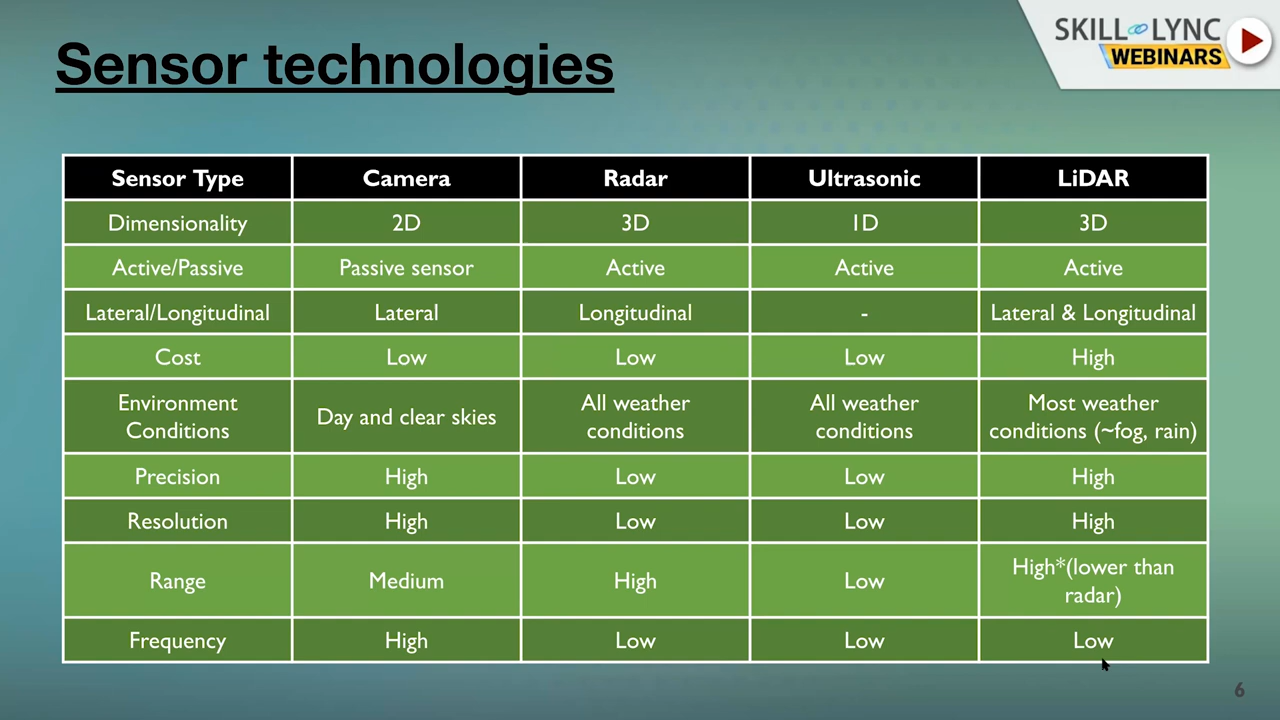 Sensor technologies
SKILL LYNC
WEBINARS
Sensor Type Camera Radar Ultrasonic LiDAR
Dimensionality 2D 3D 1D 3D
Active/Passive Passive sensor Active Active Active
Lateral/Longitudinal Lateral Longitudinal - Lateral & Longitudinal
Cost Low Low Low High
Environment Conditions Day and clear skies All weather conditions All weather conditions Most weather conditions (~fog, rain)
Precision High Low Low High
Resolution High Low Low High
Range Medium High Low High*(lower than radar)
Frequency High Low Low Low
6